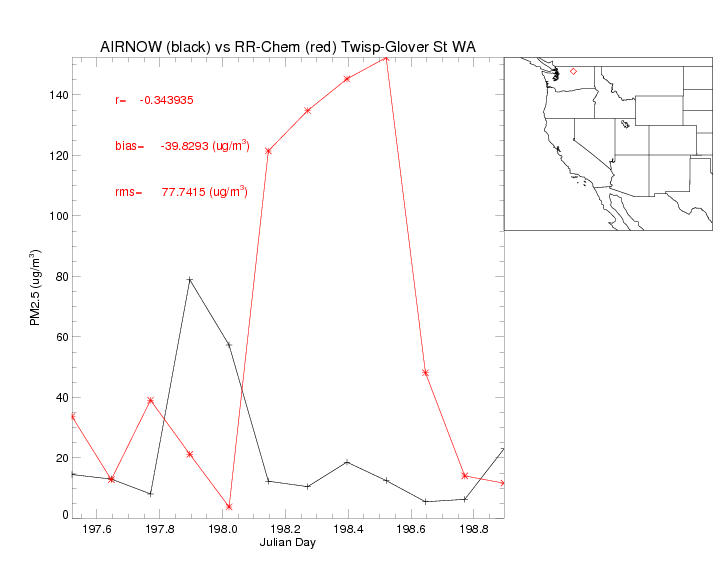 AIRNOW (black) vs RR-Chem (red) Twisp-Glover St WA
r= -0.343935
bias= -39.8293 (ug/m³)
rms= 77.7415 (ug/m³)
PM2.5 (ug/m³)
140
120
100
80
60
40
20
0
197.6 197.8 198.0 198.2 198.4 198.6 198.8
Julian Day